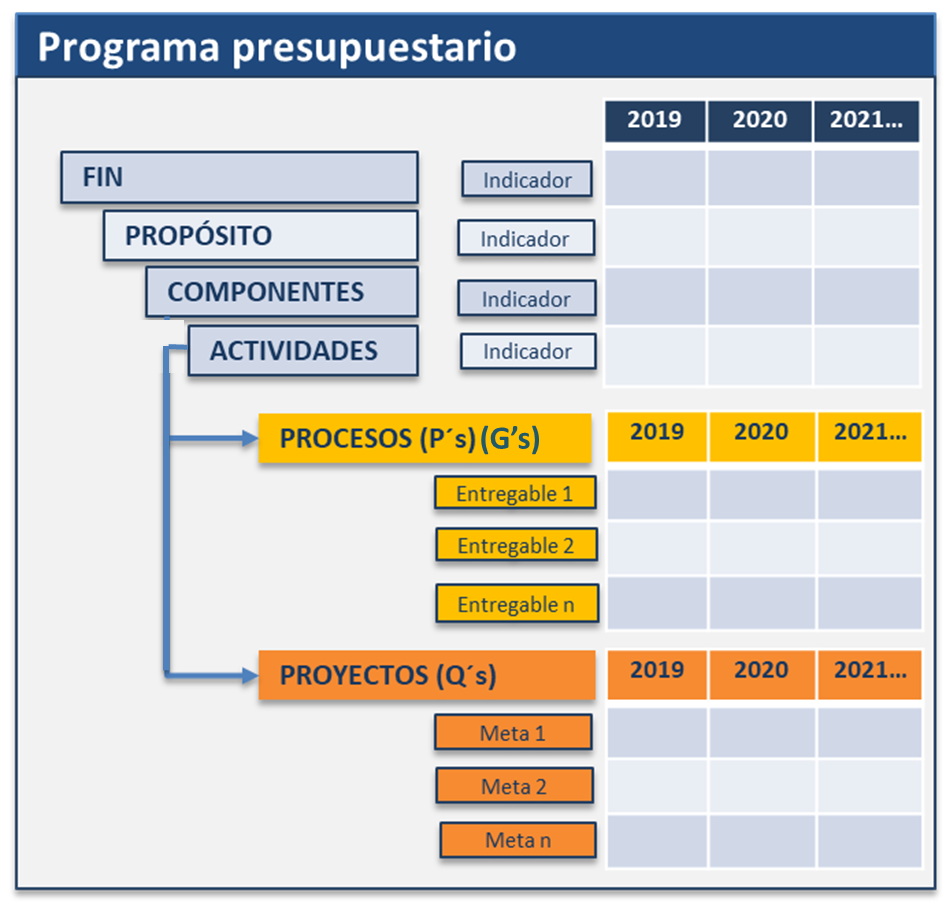 Programa presupuestario
2019 2020 2021...
FIN Indicador
PROPÓSITO Indicador
COMPONENTES Indicador
ACTIVIDADES Indicador
PROCESOS (P´s) (G’s) 2019 2020 2021...
Entregable 1
Entregable 2
Entregable n
PROYECTOS (Q´s) 2019 2020 2021...
Meta 1
Meta 2
Meta n